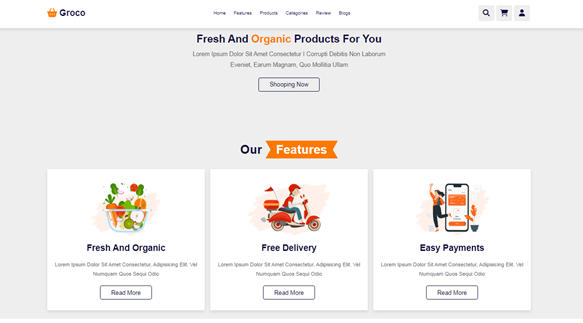 Groco
Home Features Products Categories Review Blogs
Fresh And Organic Products For You
Lorem Ipsum Dolor Sit Amet Consectetur I Corrupti Debitis Non Laborum
Eveniet, Earum Magnam, Quo Mollitia Ullam
Shooping Now
Our Features
Fresh And Organic
Lorem Ipsum Dolor Sit Amet Consectetur, Adipisicing Elit. Vel
Numquam Quos Sequi Odio
Read More
Free Delivery
Lorem Ipsum Dolor Sit Amet Consectetur, Adipisicing Elit. Vel
Numquam Quos Sequi Odio
Read More
Easy Payments
Lorem Ipsum Dolor Sit Amet Consectetur, Adipisicing Elit. Vel
Numquam Quos Sequi Odio
Read More